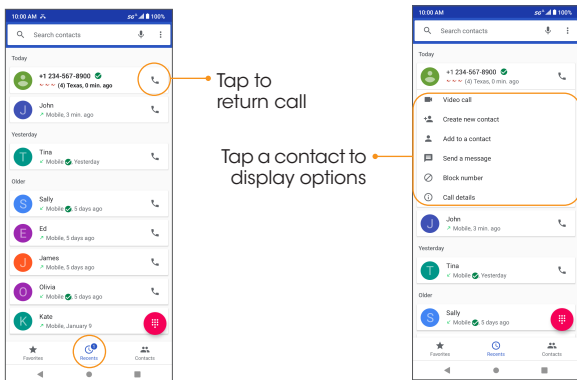 10:00 AM
5G 100%
Search contacts
Today
+1 234-567-8900
(4) Texas, 0 min. ago
J
John
Mobile, 3 min. ago
Yesterday
T
Tina
Mobile, Yesterday
Older
S
Sally
Mobile, 5 days ago
E
Ed
Mobile, 5 days ago
J
James
Mobile, 5 days ago
O
Olivia
Mobile, 5 days ago
K
Kate
Mobile, January 9
Favorites Recents Contacts
Tap to
return call
Tap a contact to
display options
10:00 AM
5G 100%
Search contacts
Today
+1 234-567-8900
(4) Texas, 0 min. ago
Video call
Create new contact
Add to a contact
Send a message
Block number
Call details
J
John
Mobile, 3 min. ago
Yesterday
T
Tina
Mobile, Yesterday
Older
S
Sally
Mobile, 5 days ago
Favorites Recents Contacts